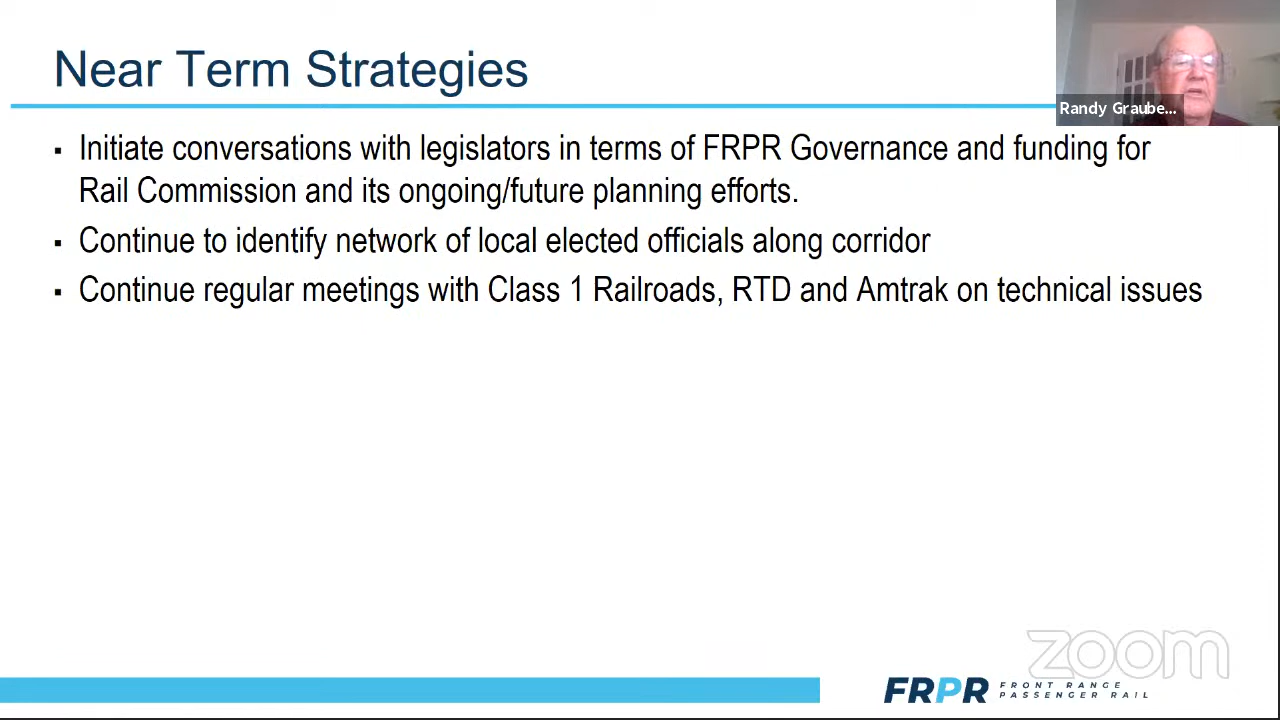 Near Term Strategies
Randy Graube...
▪ Initiate conversations with legislators in terms of FRPR Governance and funding for
Rail Commission and its ongoing/future planning efforts.
▪ Continue to identify network of local elected officials along corridor
▪ Continue regular meetings with Class 1 Railroads, RTD and Amtrak on technical issues
zoom
FRPR FRONT RANGE
PASSENGER RAIL